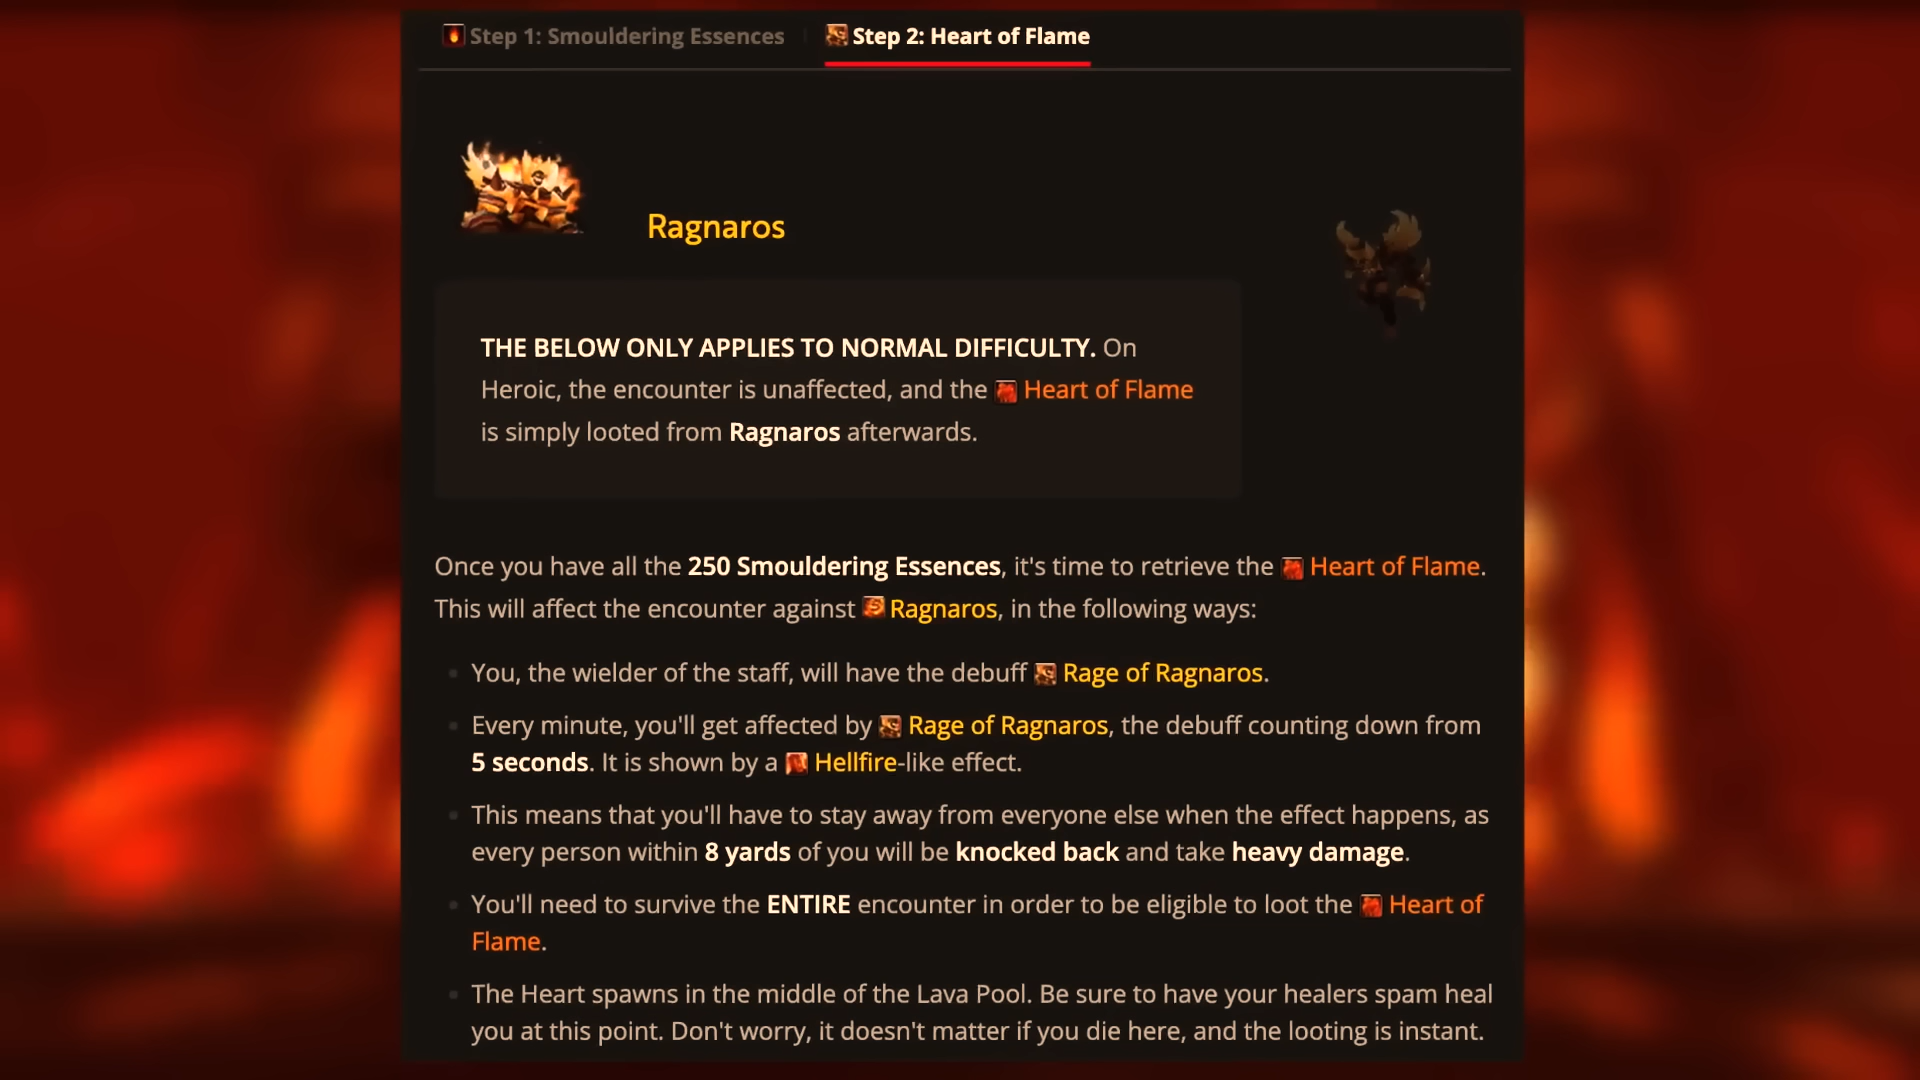 Step 1: Smouldering Essences
Step 2: Heart of Flame
Ragnaros
THE BELOW ONLY APPLIES TO NORMAL DIFFICULTY. On
Heroic, the encounter is unaffected, and the Heart of Flame
is simply looted from Ragnaros afterwards.
Once you have all the 250 Smouldering Essences, it's time to retrieve the Heart of Flame.
This will affect the encounter against Ragnaros, in the following ways:
You, the wielder of the staff, will have the debuff Rage of Ragnaros.
Every minute, you'll get affected by Rage of Ragnaros, the debuff counting down from
5 seconds. It is shown by a Hellfire-like effect.
This means that you'll have to stay away from everyone else when the effect happens, as
every person within 8 yards of you will be knocked back and take heavy damage.
You'll need to survive the ENTIRE encounter in order to be eligible to loot the Heart of
Flame.
The Heart spawns in the middle of the Lava Pool. Be sure to have your healers spam heal
you at this point. Don't worry, it doesn't matter if you die here, and the looting is instant.